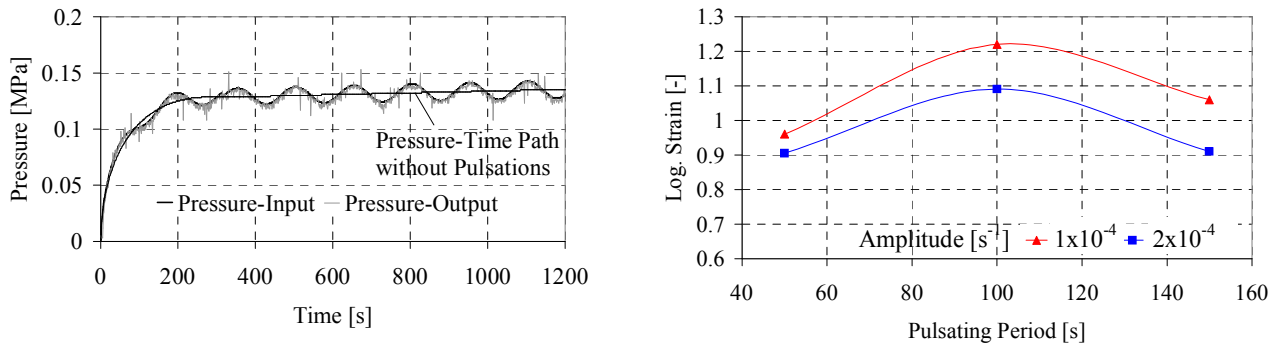 Pressure [MPa]
0.2
0.15
0.1
0.05
0
Pressure-Time Path
without Pulsations
Pressure-Input
Pressure-Output
0 200 400 600 800 1000 1200
Time [s]
Log. Strain [-]
1.3
1.2
1.1
1
0.9
0.8
0.7
0.6
Amplitude [s⁻¹] 1x10⁻⁴ 2x10⁻⁴
40 60 80 100 120 140 160
Pulsating Period [s]